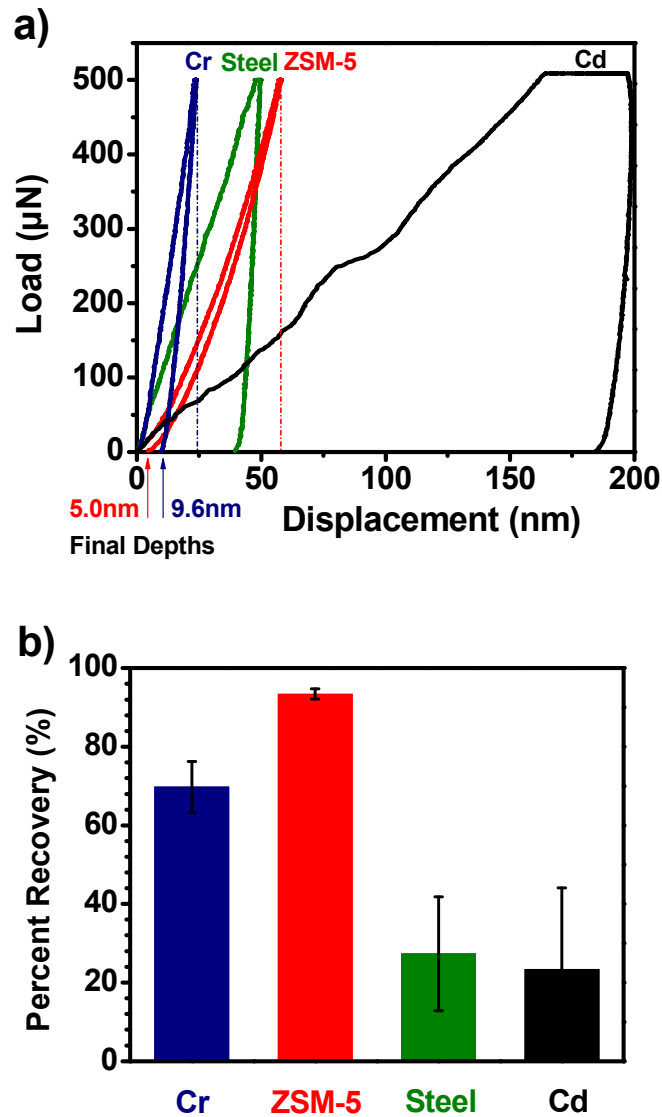 a)
Cr Steel ZSM-5 Cd
500
400
300
200
100
0
Load (µN)
0 50 100 150 200
5.0nm 9.6nm Displacement (nm)
Final Depths
b)
100
80
60
40
20
0
Percent Recovery (%)
Cr ZSM-5 Steel Cd